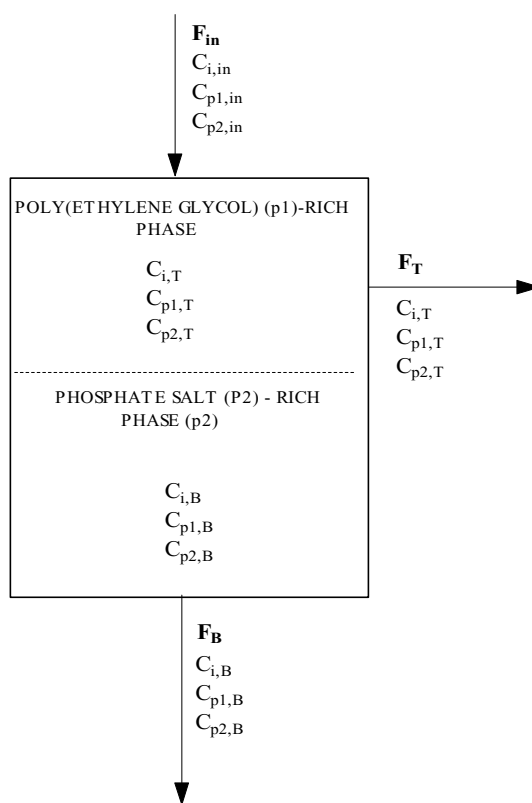 F_in
C_i,in
C_p1,in
C_p2,in
POLY(ETHYLENE GLYCOL) (p1)-RICH
PHASE
C_i,T
C_p1,T
C_p2,T
F_T
C_i,T
C_p1,T
C_p2,T
PHOSPHATE SALT (P2) - RICH
PHASE (p2)
C_i,B
C_p1,B
C_p2,B
F_B
C_i,B
C_p1,B
C_p2,B